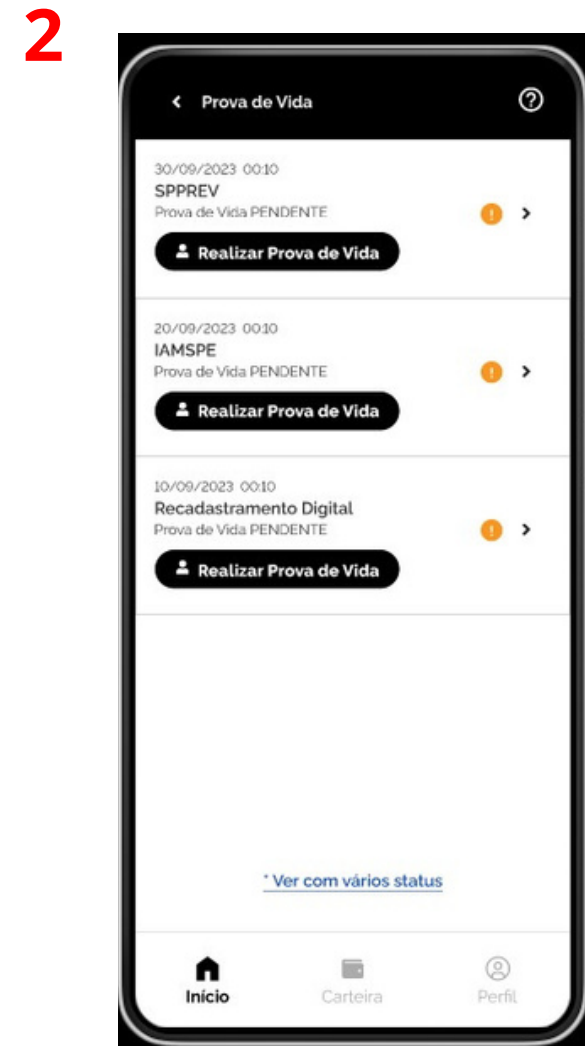 2
Prova de Vida
30/09/2023 00:10
SPPREV
Prova de Vida PENDENTE
Realizar Prova de Vida
20/09/2023 00:10
IAMSPE
Prova de Vida PENDENTE
Realizar Prova de Vida
10/09/2023 00:10
Recadastramento Digital
Prova de Vida PENDENTE
Realizar Prova de Vida
* Ver com vários status
Início
Carteira
Perfil